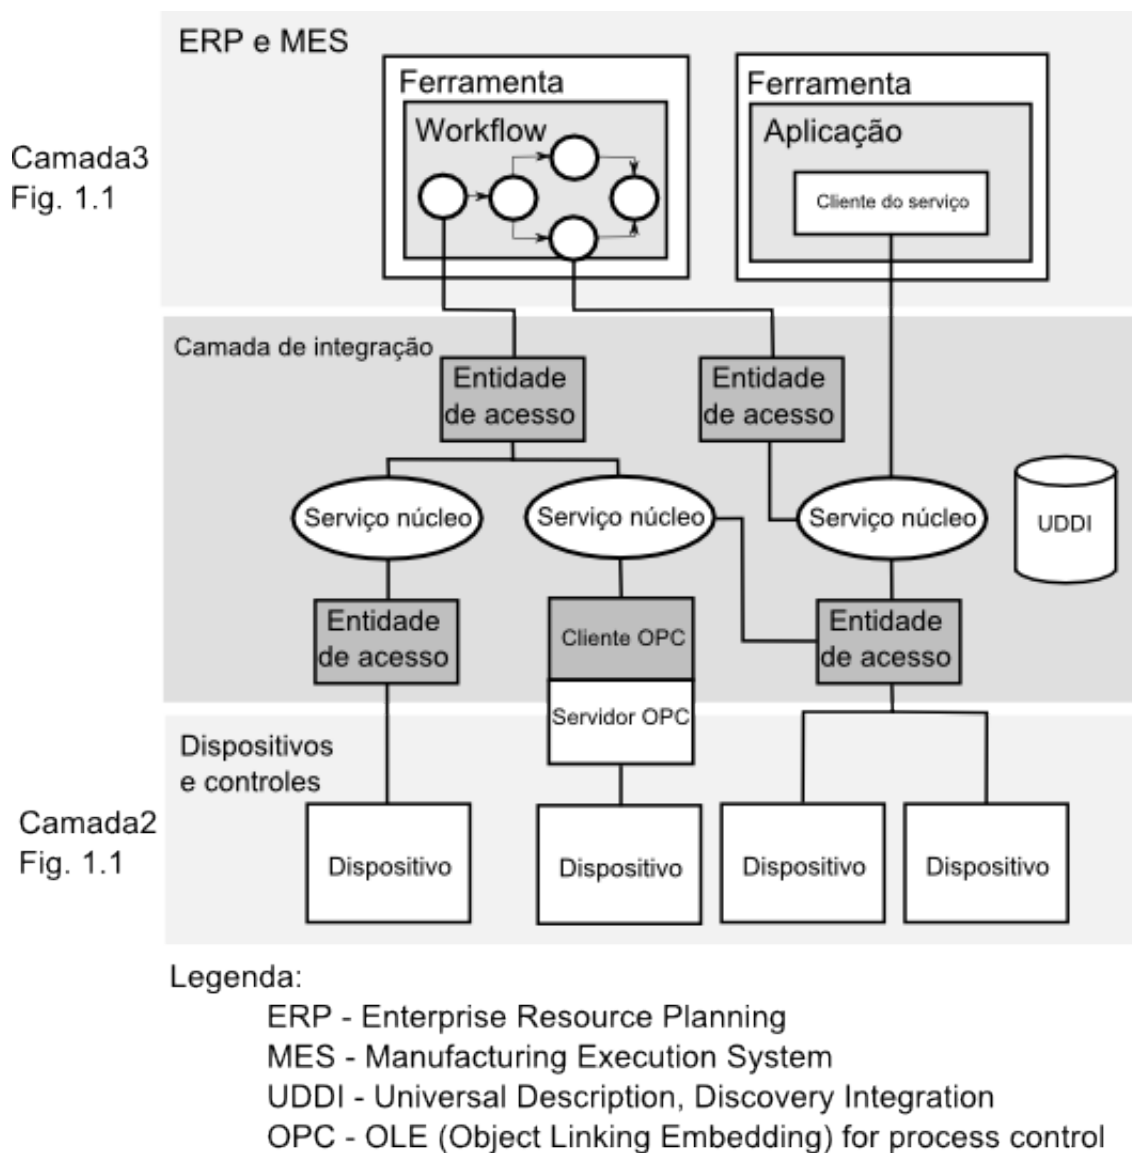 ERP e MES
Ferramenta
Workflow
Ferramenta
Aplicação
Cliente do serviço
Camada3
Fig. 1.1
Camada de integração
Entidade
de acesso
Entidade
de acesso
Serviço núcleo
Serviço núcleo
Serviço núcleo
UDDI
Entidade
de acesso
Cliente OPC
Servidor OPC
Entidade
de acesso
Dispositivos
e controles
Camada2
Fig. 1.1
Dispositivo
Dispositivo
Dispositivo
Dispositivo
Legenda:
ERP - Enterprise Resource Planning
MES - Manufacturing Execution System
UDDI - Universal Description, Discovery Integration
OPC - OLE (Object Linking Embedding) for process control